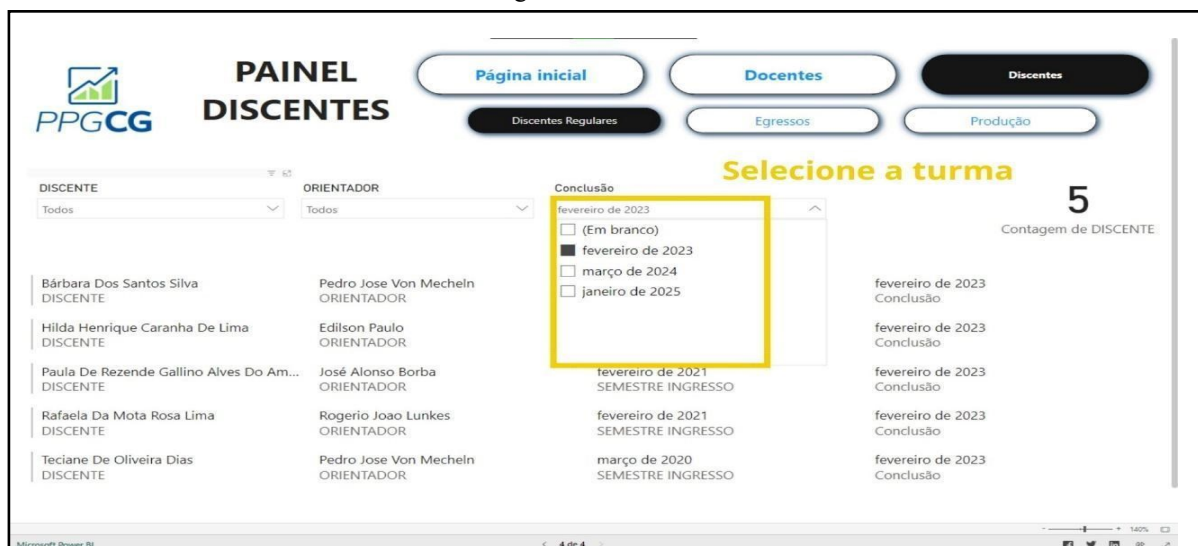 PPGCG
PAINEL
DISCENTES
Página inicial
Docentes
Discentes
Discentes Regulares
Egressos
Produção
Selecione a turma
DISCENTE
Todos
ORIENTADOR
Todos
Conclusão
fevereiro de 2023
(Em branco)
fevereiro de 2023
março de 2024
janeiro de 2025
5
Contagem de DISCENTE
Bárbara Dos Santos Silva
DISCENTE
Pedro Jose Von Mecheln
ORIENTADOR
fevereiro de 2023
Conclusão
Hilda Henrique Caranha De Lima
DISCENTE
Edilson Paulo
ORIENTADOR
fevereiro de 2023
Conclusão
Paula De Rezende Gallino Alves Do Am...
DISCENTE
José Alonso Borba
ORIENTADOR
fevereiro de 2021
SEMESTRE INGRESSO
fevereiro de 2023
Conclusão
Rafaela Da Mota Rosa Lima
DISCENTE
Rogerio Joao Lunkes
ORIENTADOR
fevereiro de 2021
SEMESTRE INGRESSO
fevereiro de 2023
Conclusão
Teciane De Oliveira Dias
DISCENTE
Pedro Jose Von Mecheln
ORIENTADOR
março de 2020
SEMESTRE INGRESSO
fevereiro de 2023
Conclusão
- + 140%
Microsoft Power BI
< 4 de 4 >